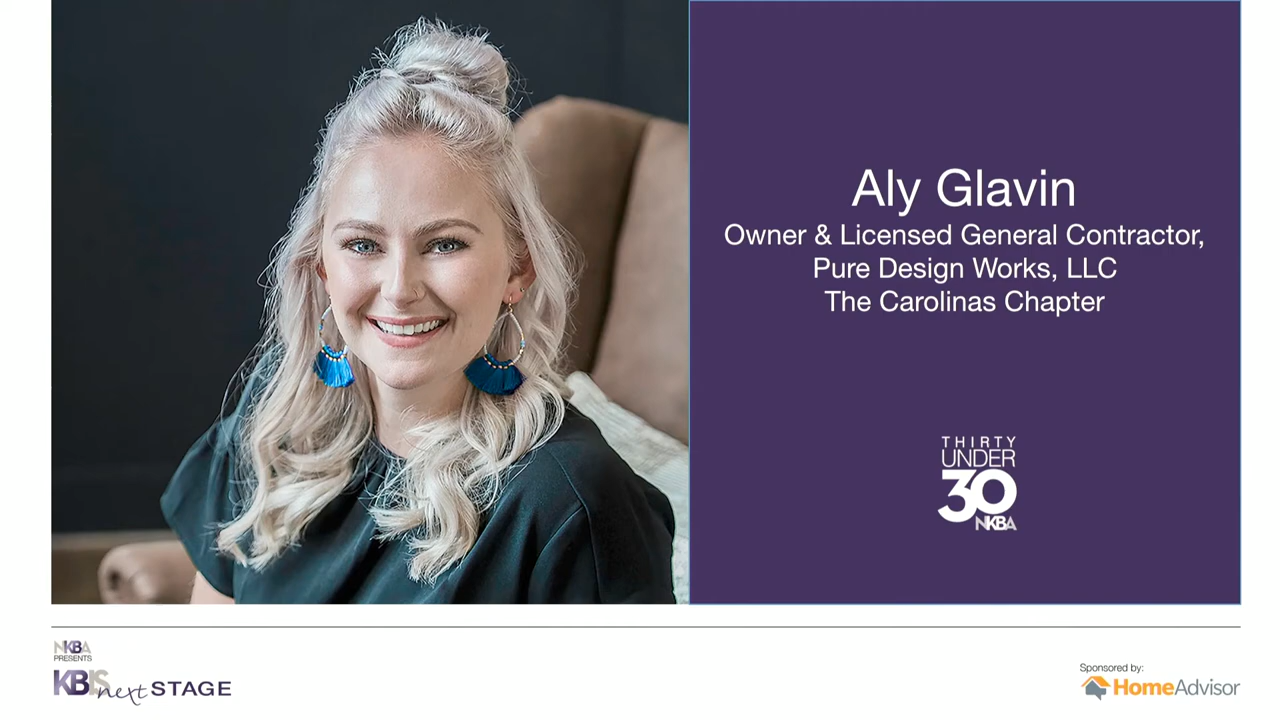 Aly Glavin
Owner & Licensed General Contractor,
Pure Design Works, LLC
The Carolinas Chapter
THIRTY
UNDER
30
NKBA
NKBA
PRESENTS
KBIS next STAGE
Sponsored by:
HomeAdvisor